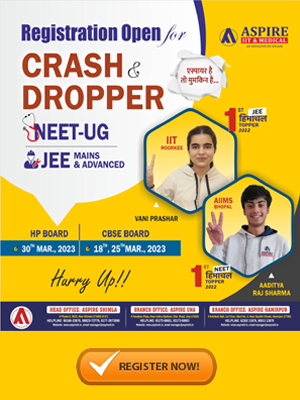 Registration Open for
ASPIRE
IIT & MEDICAL
CRASH &
DROPPER
एस्पायर है
तो मुमकिन है...
NEET-UG
JEE MAINS
& ADVANCED
IIT
ROORKEE
1ST JEE
हिमाचल
TOPPER
2022
VANI PRASHAR
AIIMS
BHOPAL
HP BOARD
30TH MAR., 2023
CBSE BOARD
18TH, 25TH MAR., 2023
Hurry Up!!
1ST NEET
हिमाचल
TOPPER
2022
AADITYA
RAJ SHARMA
HEAD OFFICE: ASPIRE SHIMLA
BRANCH OFFICE: ASPIRE UNA
BRANCH OFFICE: ASPIRE HAMIRPUR
REGISTER NOW!